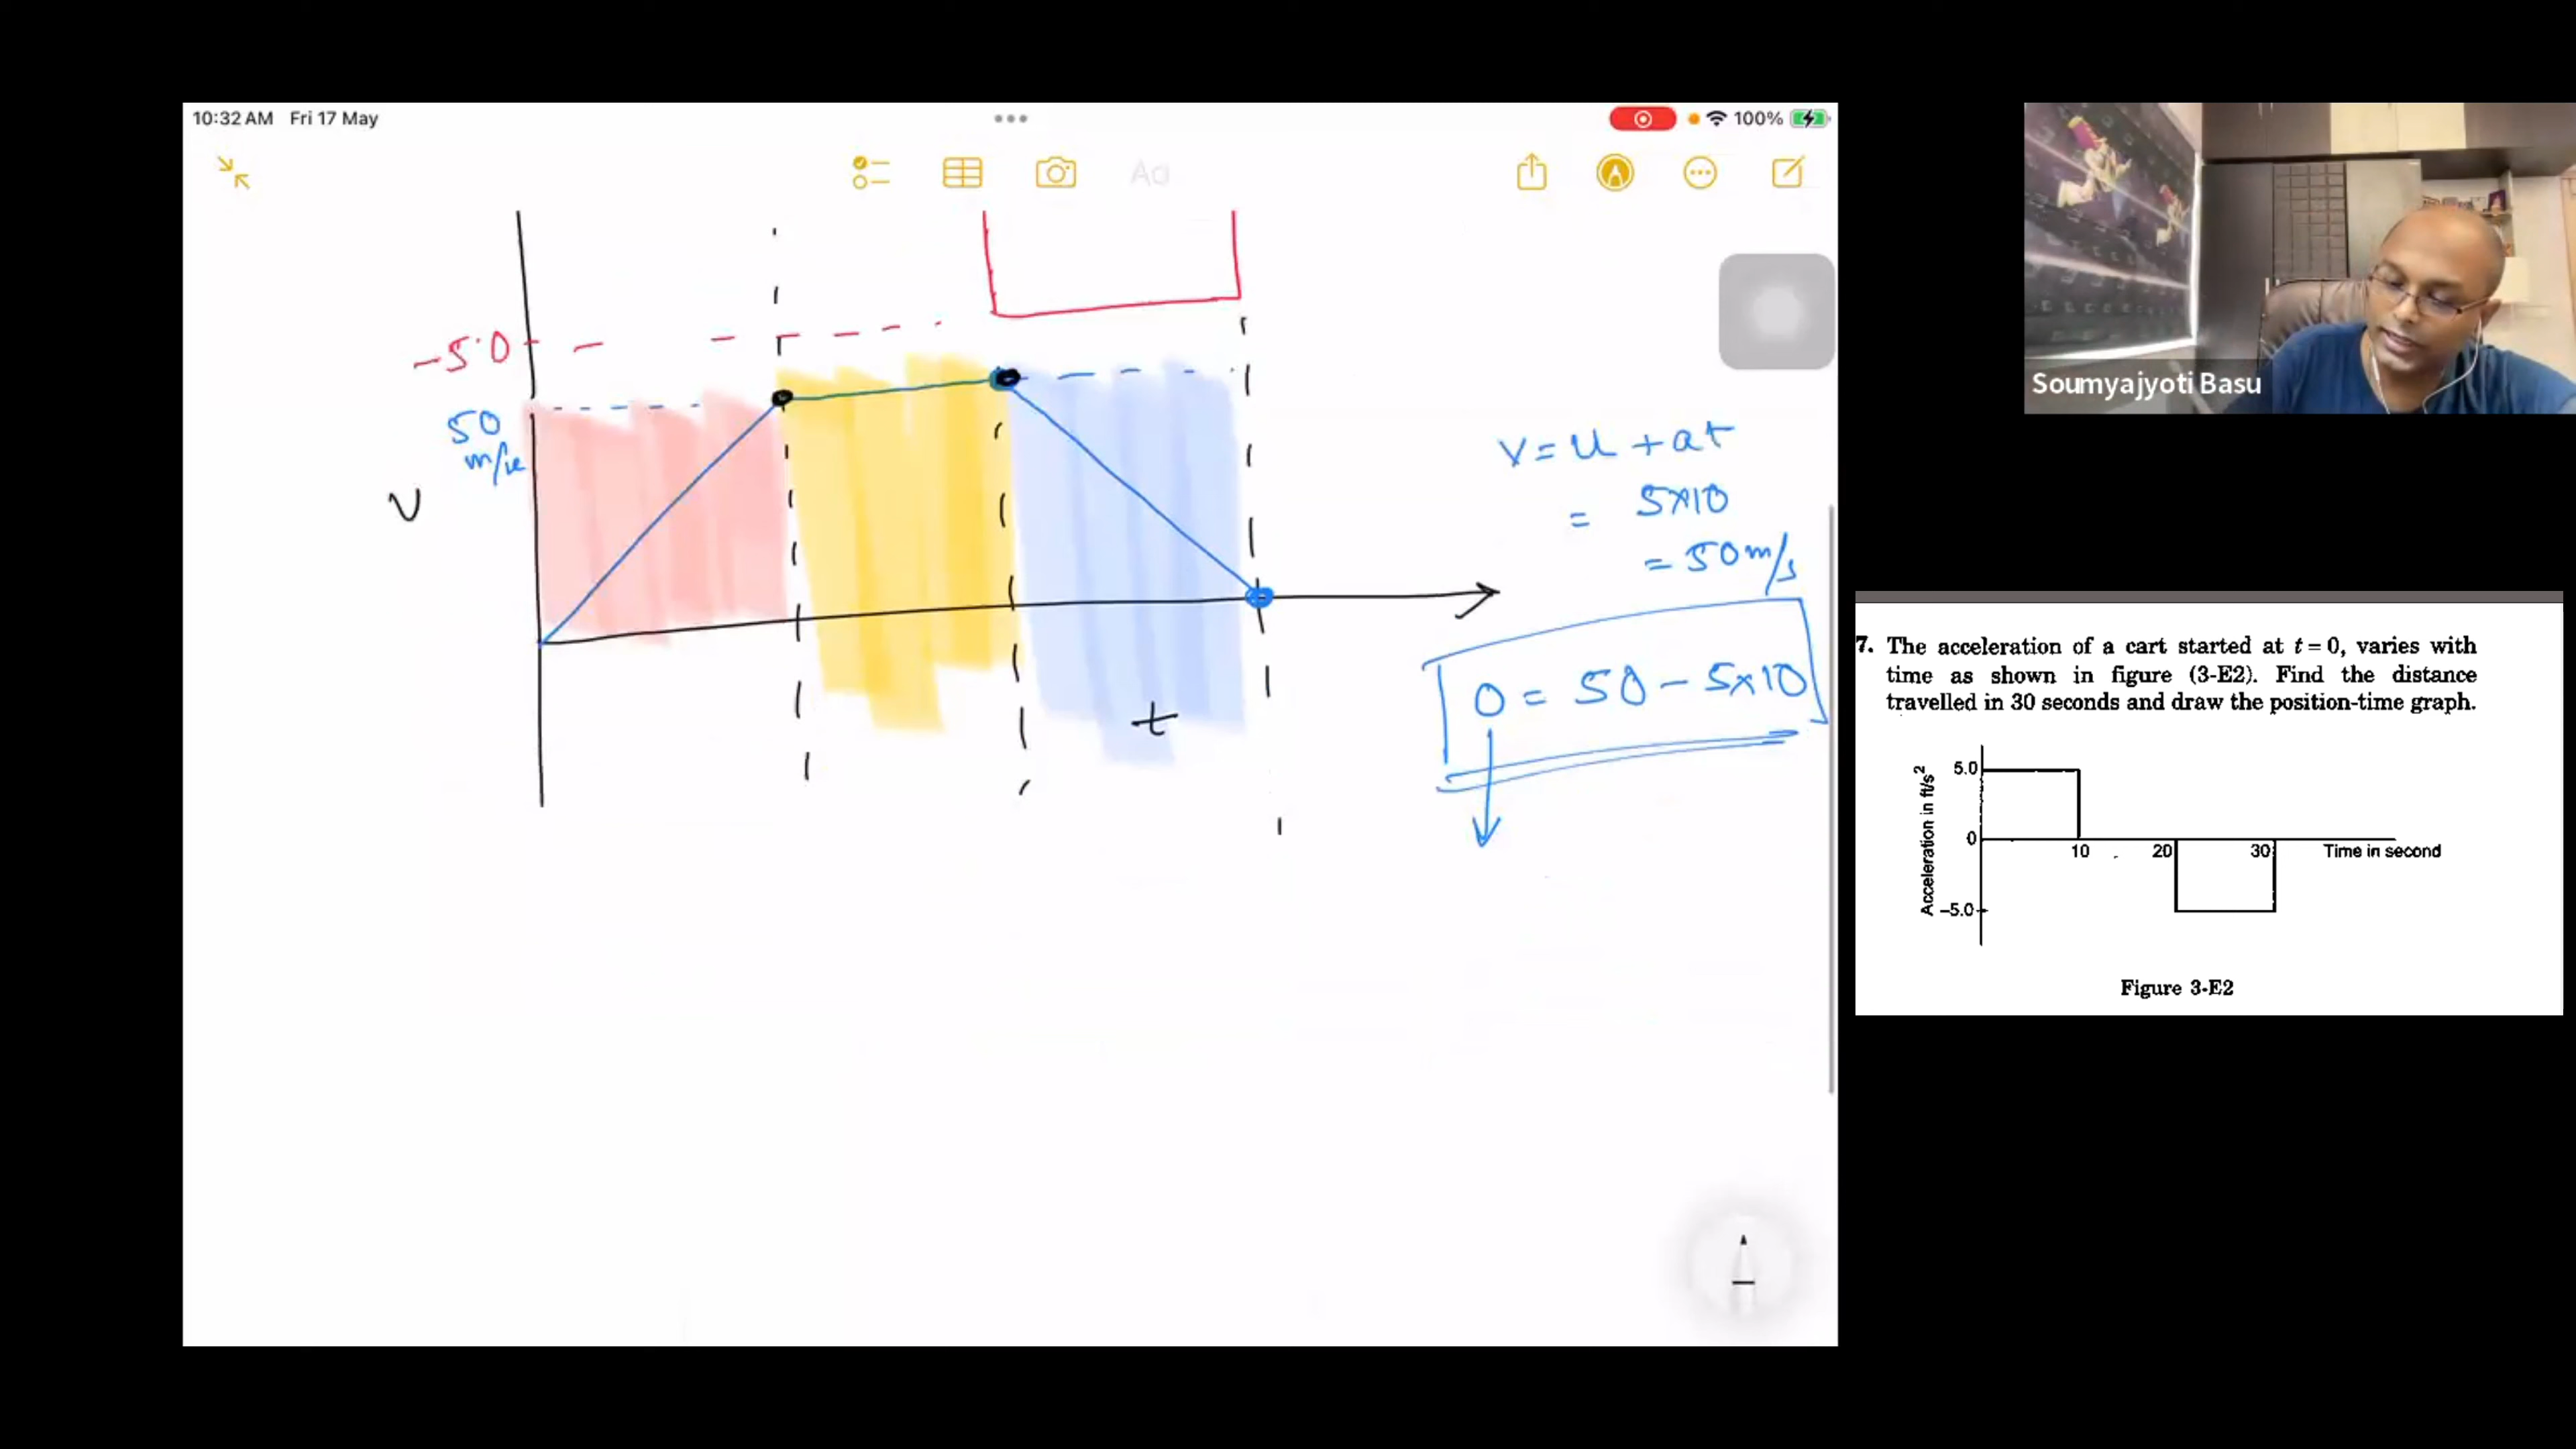 10:32 AM Fri 17 May
100%
Aa
-5.0
50
m/se
V
t
V = u + at
= 5×10
= 50 m/s
0 = 50 - 5×10
Soumyajyoti Basu
7. The acceleration of a cart started at t = 0, varies with
time as shown in figure (3-E2). Find the distance
travelled in 30 seconds and draw the position-time graph.
Acceleration in ft/s²
5.0
0
10
20
30
Time in second
-5.0
Figure 3-E2